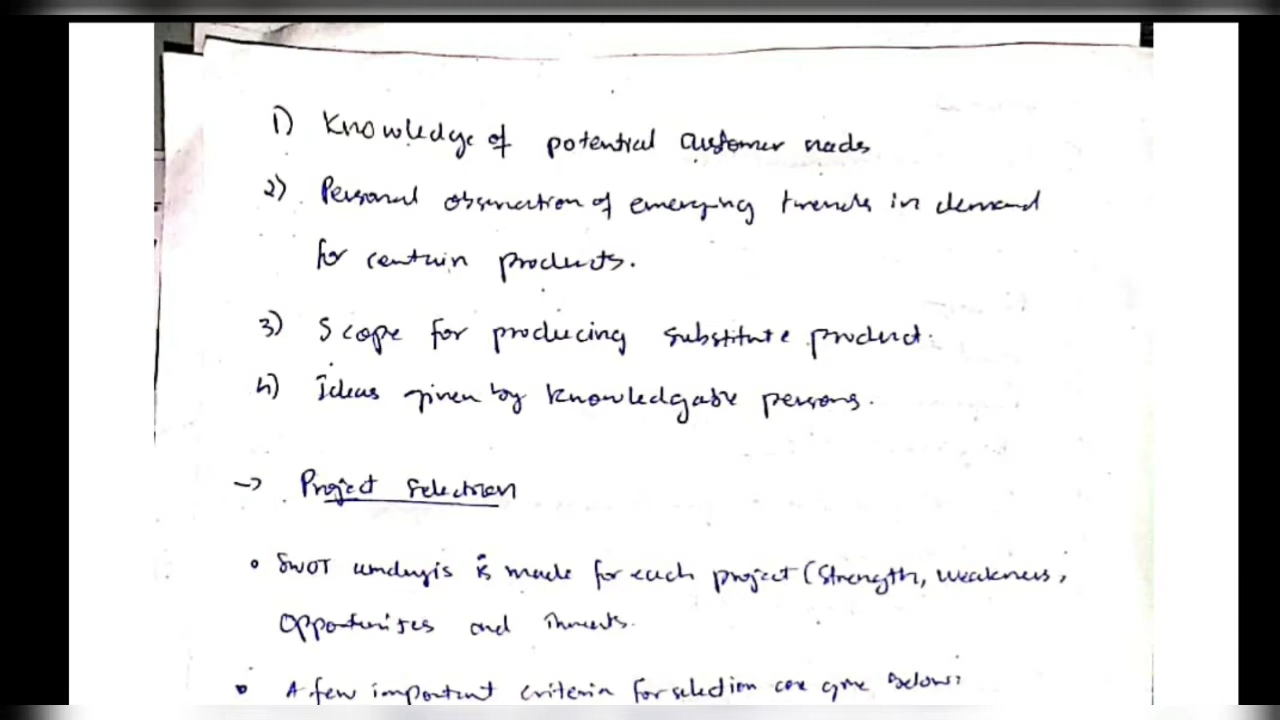 1) Knowledge of potential customer needs
2) Personal observation of emerging trends in demand
for certain products.
3) Scope for producing substitute product.
4) Ideas given by knowledgable persons.
→ Project Selection
• SWOT analysis is made for each project (Strength, weakness,
opportunities and threats.
• A few important criteria for selection are give below: